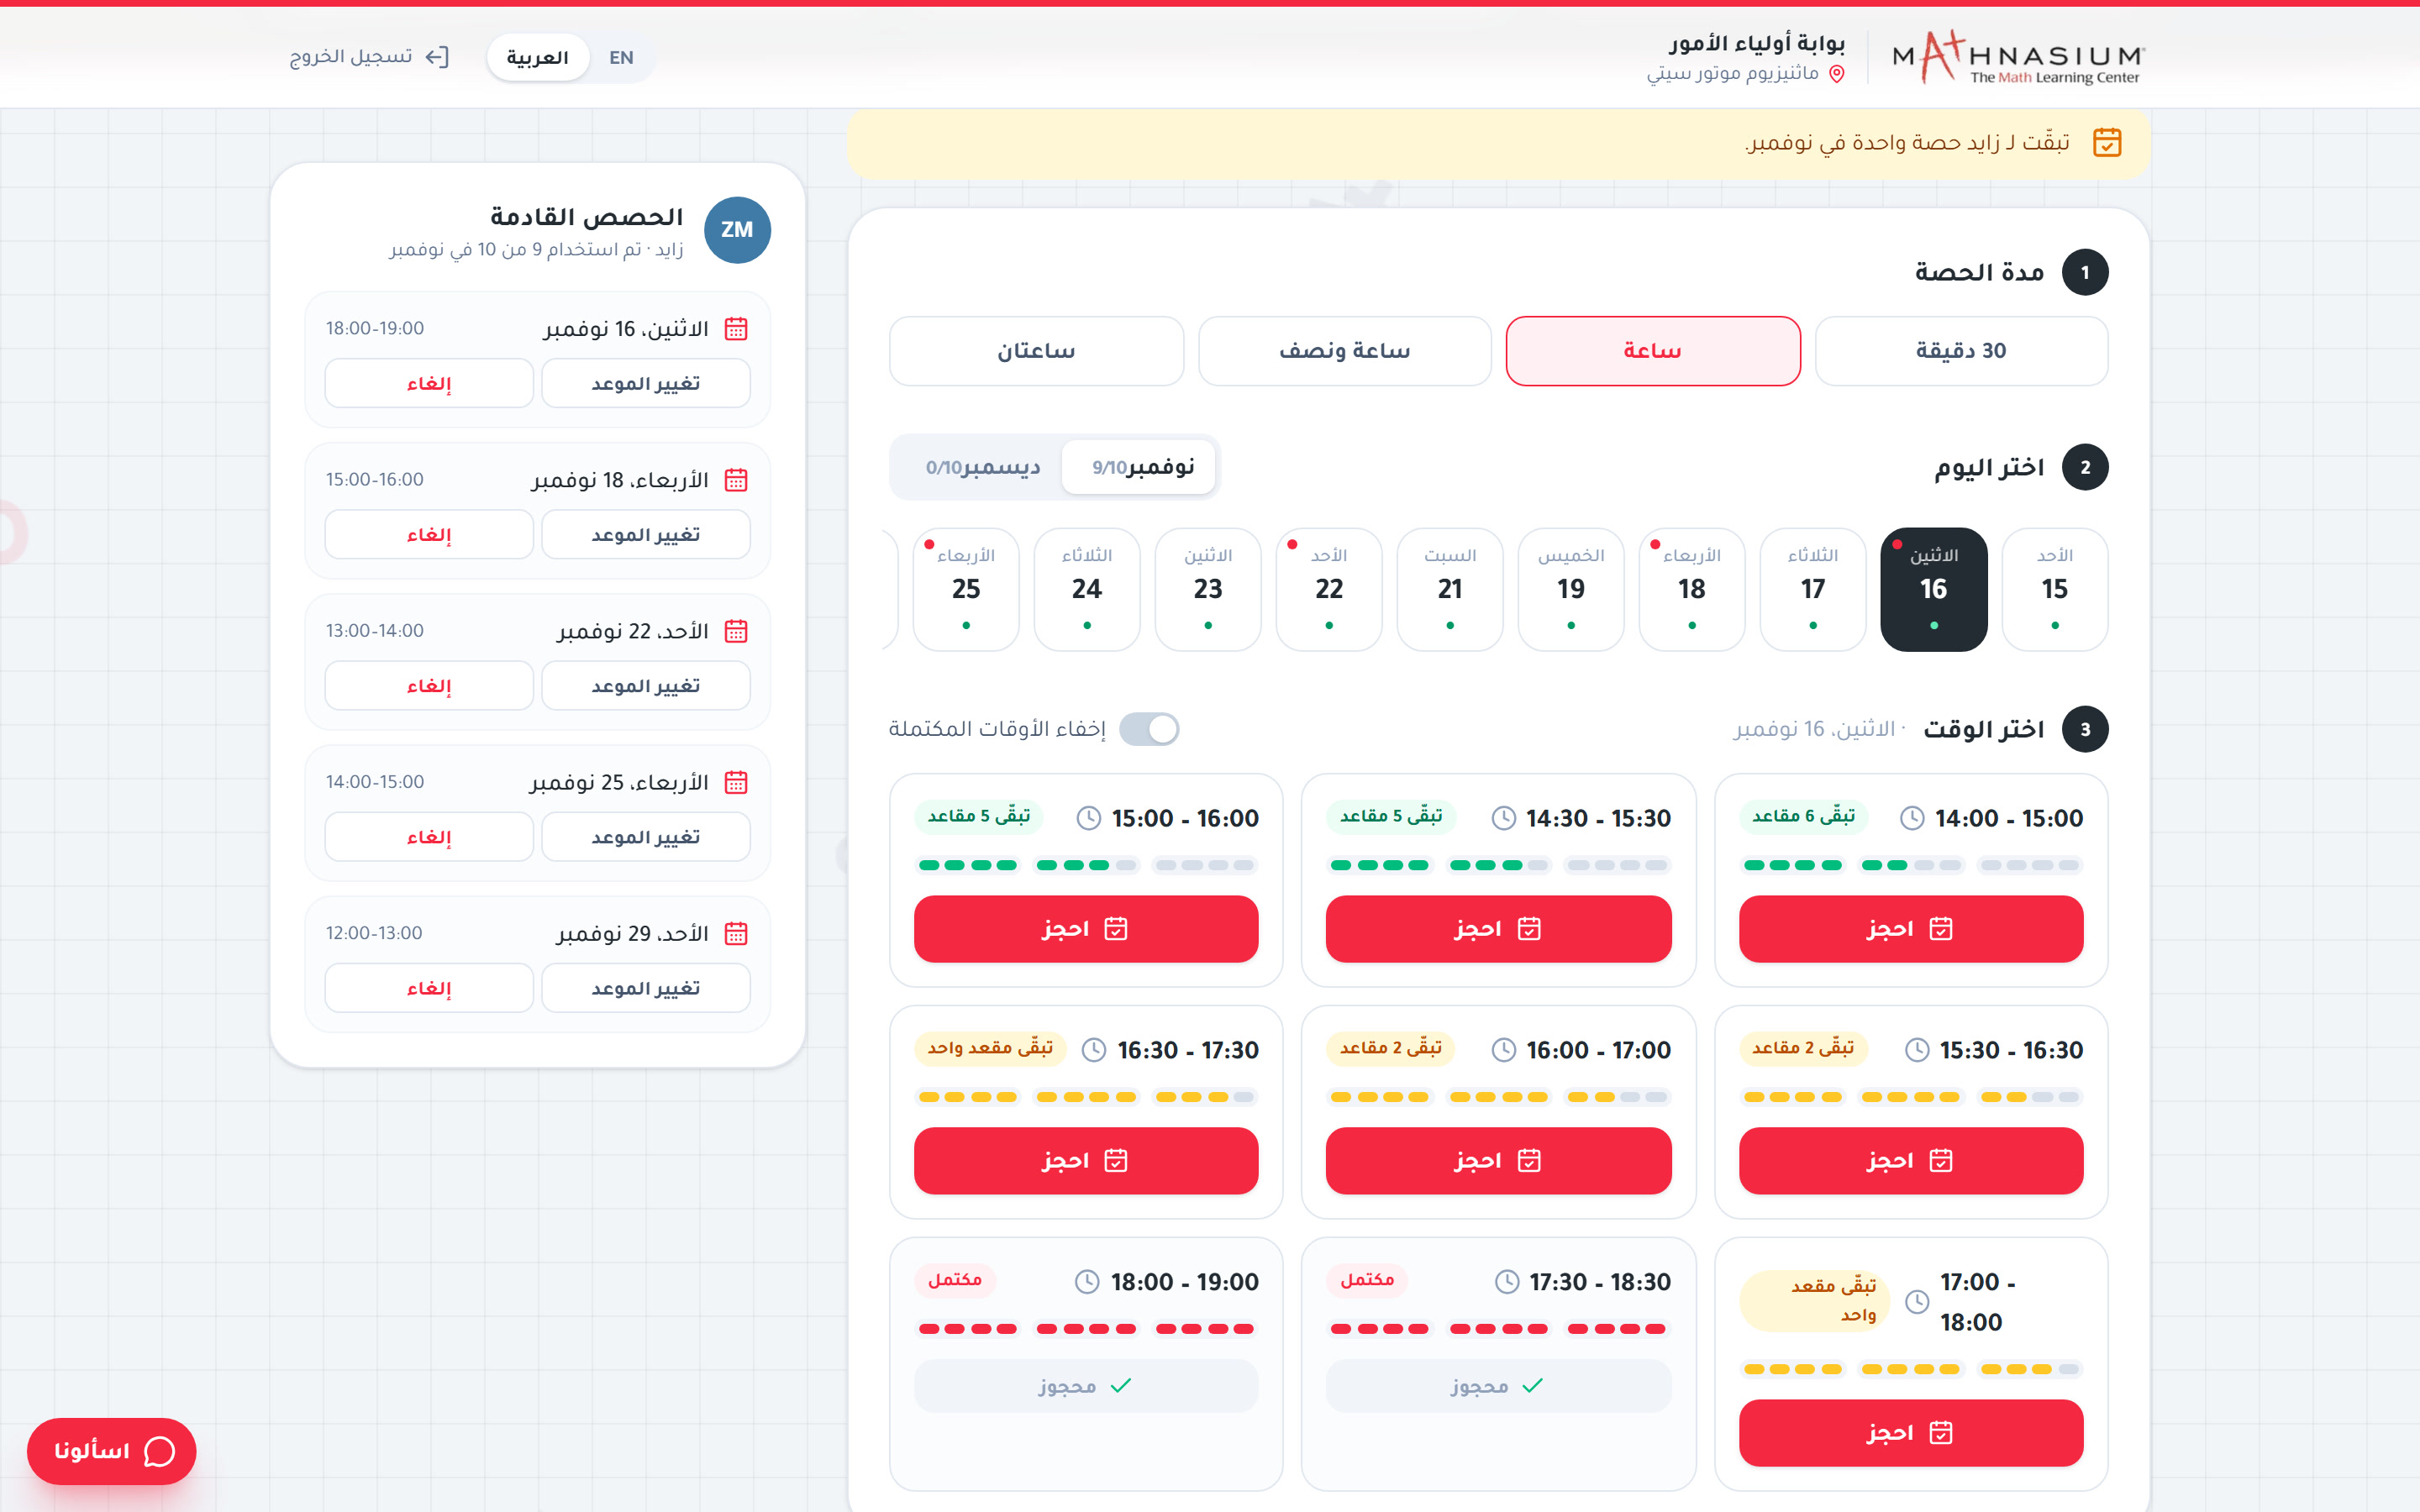 MATHNASIUM
The Math Learning Center
بوابة أولياء الأمور
ماثنيزيوم موتور سيتي
EN
العربية
تسجيل الخروج
تبقّت لـ زايد حصة واحدة في نوفمبر.
1
مدة الحصة
30 دقيقة
ساعة
ساعة ونصف
ساعتان
2
اختر اليوم
نوفمبر 9/10
ديسمبر 0/10
الأحد
15
الاثنين
16
الثلاثاء
17
الأربعاء
18
الخميس
19
السبت
21
الأحد
22
الاثنين
23
الثلاثاء
24
الأربعاء
25
3
اختر الوقت · الاثنين، 16 نوفمبر
إخفاء الأوقات المكتملة
14:00 - 15:00
تبقّى 6 مقاعد
احجز
14:30 - 15:30
تبقّى 5 مقاعد
احجز
15:00 - 16:00
تبقّى 5 مقاعد
احجز
15:30 - 16:30
تبقّى 2 مقاعد
احجز
16:00 - 17:00
تبقّى 2 مقاعد
احجز
16:30 - 17:30
تبقّى مقعد واحد
احجز
17:00 -
18:00
تبقّى مقعد
واحد
احجز
17:30 - 18:30
مكتمل
محجوز
18:00 - 19:00
مكتمل
محجوز
ZM
الحصص القادمة
زايد · تم استخدام 9 من 10 في نوفمبر
الاثنين، 16 نوفمبر
18:00-19:00
تغيير الموعد
إلغاء
الأربعاء، 18 نوفمبر
15:00-16:00
تغيير الموعد
إلغاء
الأحد، 22 نوفمبر
13:00-14:00
تغيير الموعد
إلغاء
الأربعاء، 25 نوفمبر
14:00-15:00
تغيير الموعد
إلغاء
الأحد، 29 نوفمبر
12:00-13:00
تغيير الموعد
إلغاء
اسألونا